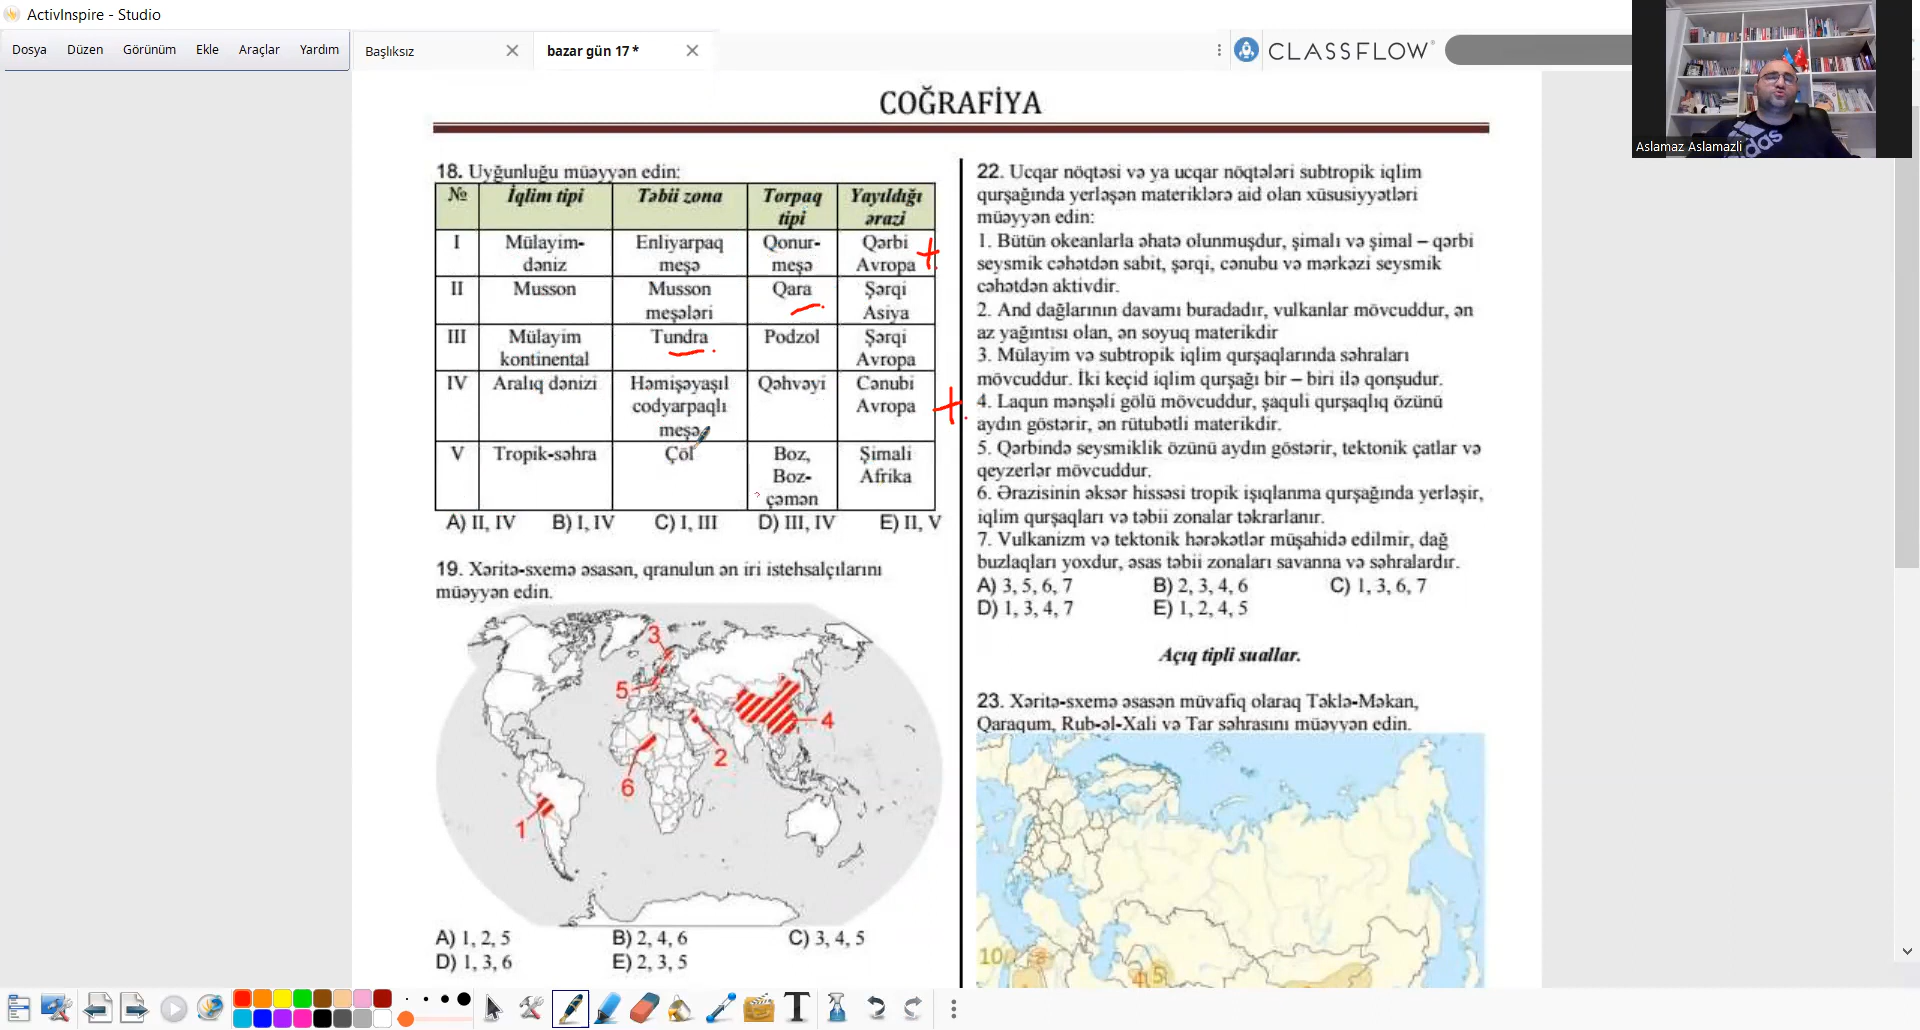 ActivInspire - Studio
Dosya Düzen Görünüm Ekle Araçlar Yardım
Başlıksız
bazar gün 17 *
CLASSFLOW
Aslamaz Aslamazli
COĞRAFİYA
18. Uyğunluğu müəyyən edin:
№ İqlim tipi Təbii zona Torpaq tipi Yayıldığı ərazi
I Mülayim-dəniz Enliyarpaq meşə Qonur-meşə Qərbi Avropa +
II Musson Musson meşələri Qara Şərqi Asiya
III Mülayim kontinental Tundra Podzol Şərqi Avropa
IV Aralıq dənizi Həmişəyaşıl codyarpaqlı meşə Qəhvəyi Cənubi Avropa +
V Tropik-səhra Çöl Boz, Boz-çəmən Şimali Afrika
A) II, IV B) I, IV C) I, III D) III, IV E) II, V
19. Xəritə-sxemə əsasən, qranulun ən iri istehsalçılarını
müəyyən edin.
3
5
4
2
6
1
A) 1, 2, 5 B) 2, 4, 6 C) 3, 4, 5
D) 1, 3, 6 E) 2, 3, 5
22. Ucqar nöqtəsi və ya ucqar nöqtələri subtropik iqlim
qurşağında yerləşən materiklərə aid olan xüsusiyyətləri
müəyyən edin:
1. Bütün okeanlarla əhatə olunmuşdur, şimalı və şimal – qərbi
seysmik cəhətdən sabit, şərqi, cənubu və mərkəzi seysmik
cəhətdən aktivdir.
2. And dağlarının davamı buradadır, vulkanlar mövcuddur, ən
az yağıntısı olan, ən soyuq materikdir
3. Mülayim və subtropik iqlim qurşaqlarında səhraları
mövcuddur. İki keçid iqlim qurşağı bir – biri ilə qonşudur.
4. Laqun mənşəli gölü mövcuddur, şaquli qurşaqlıq özünü
aydın göstərir, ən rütubətli materikdir.
5. Qərbində seysmiklik özünü aydın göstərir, tektonik çatlar və
qeyzerlər mövcuddur.
6. Ərazisinin əksər hissəsi tropik işıqlanma qurşağında yerləşir,
iqlim qurşaqları və təbii zonalar təkrarlanır.
7. Vulkanizm və tektonik hərəkətlər müşahidə edilmir, dağ
buzlaqları yoxdur, əsas təbii zonaları savanna və səhralardır.
A) 3, 5, 6, 7 B) 2, 3, 4, 6 C) 1, 3, 6, 7
D) 1, 3, 4, 7 E) 1, 2, 4, 5
Açıq tipli suallar.
23. Xəritə-sxemə əsasən müvafiq olaraq Təklə-Məkan,
Qaraqum, Rub-əl-Xali və Tar səhrasını müəyyən edin.
10
5
T